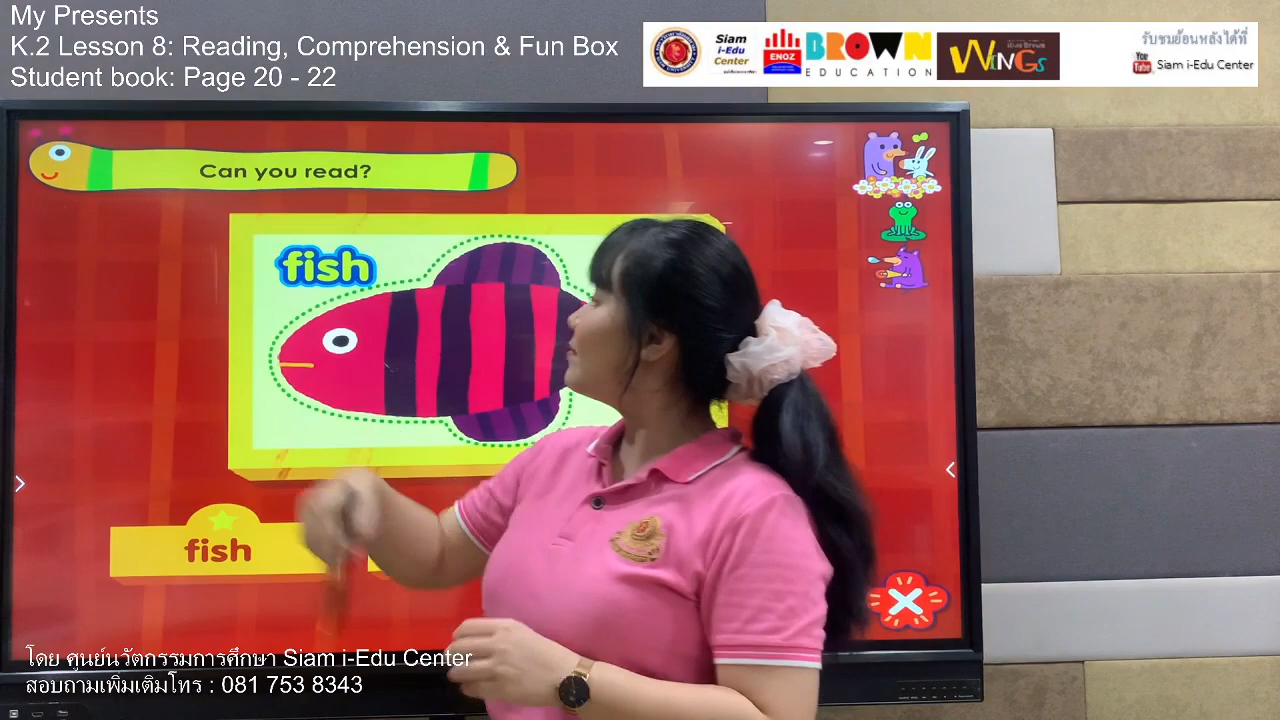 My Presents
K.2 Lesson 8: Reading, Comprehension & Fun Box
Student book: Page 20 - 22
Siam
i-Edu
Center
ENOZ
BROWN
EDUCATION
WiNGs
รับชมย้อนหลังได้ที่
You
Tube
Siam i-Edu Center
Can you read?
fish
fish
โดย ศูนย์นวัตกรรมการศึกษา Siam i-Edu Center
สอบถามเพิ่มเติมโทร : 081 753 8343